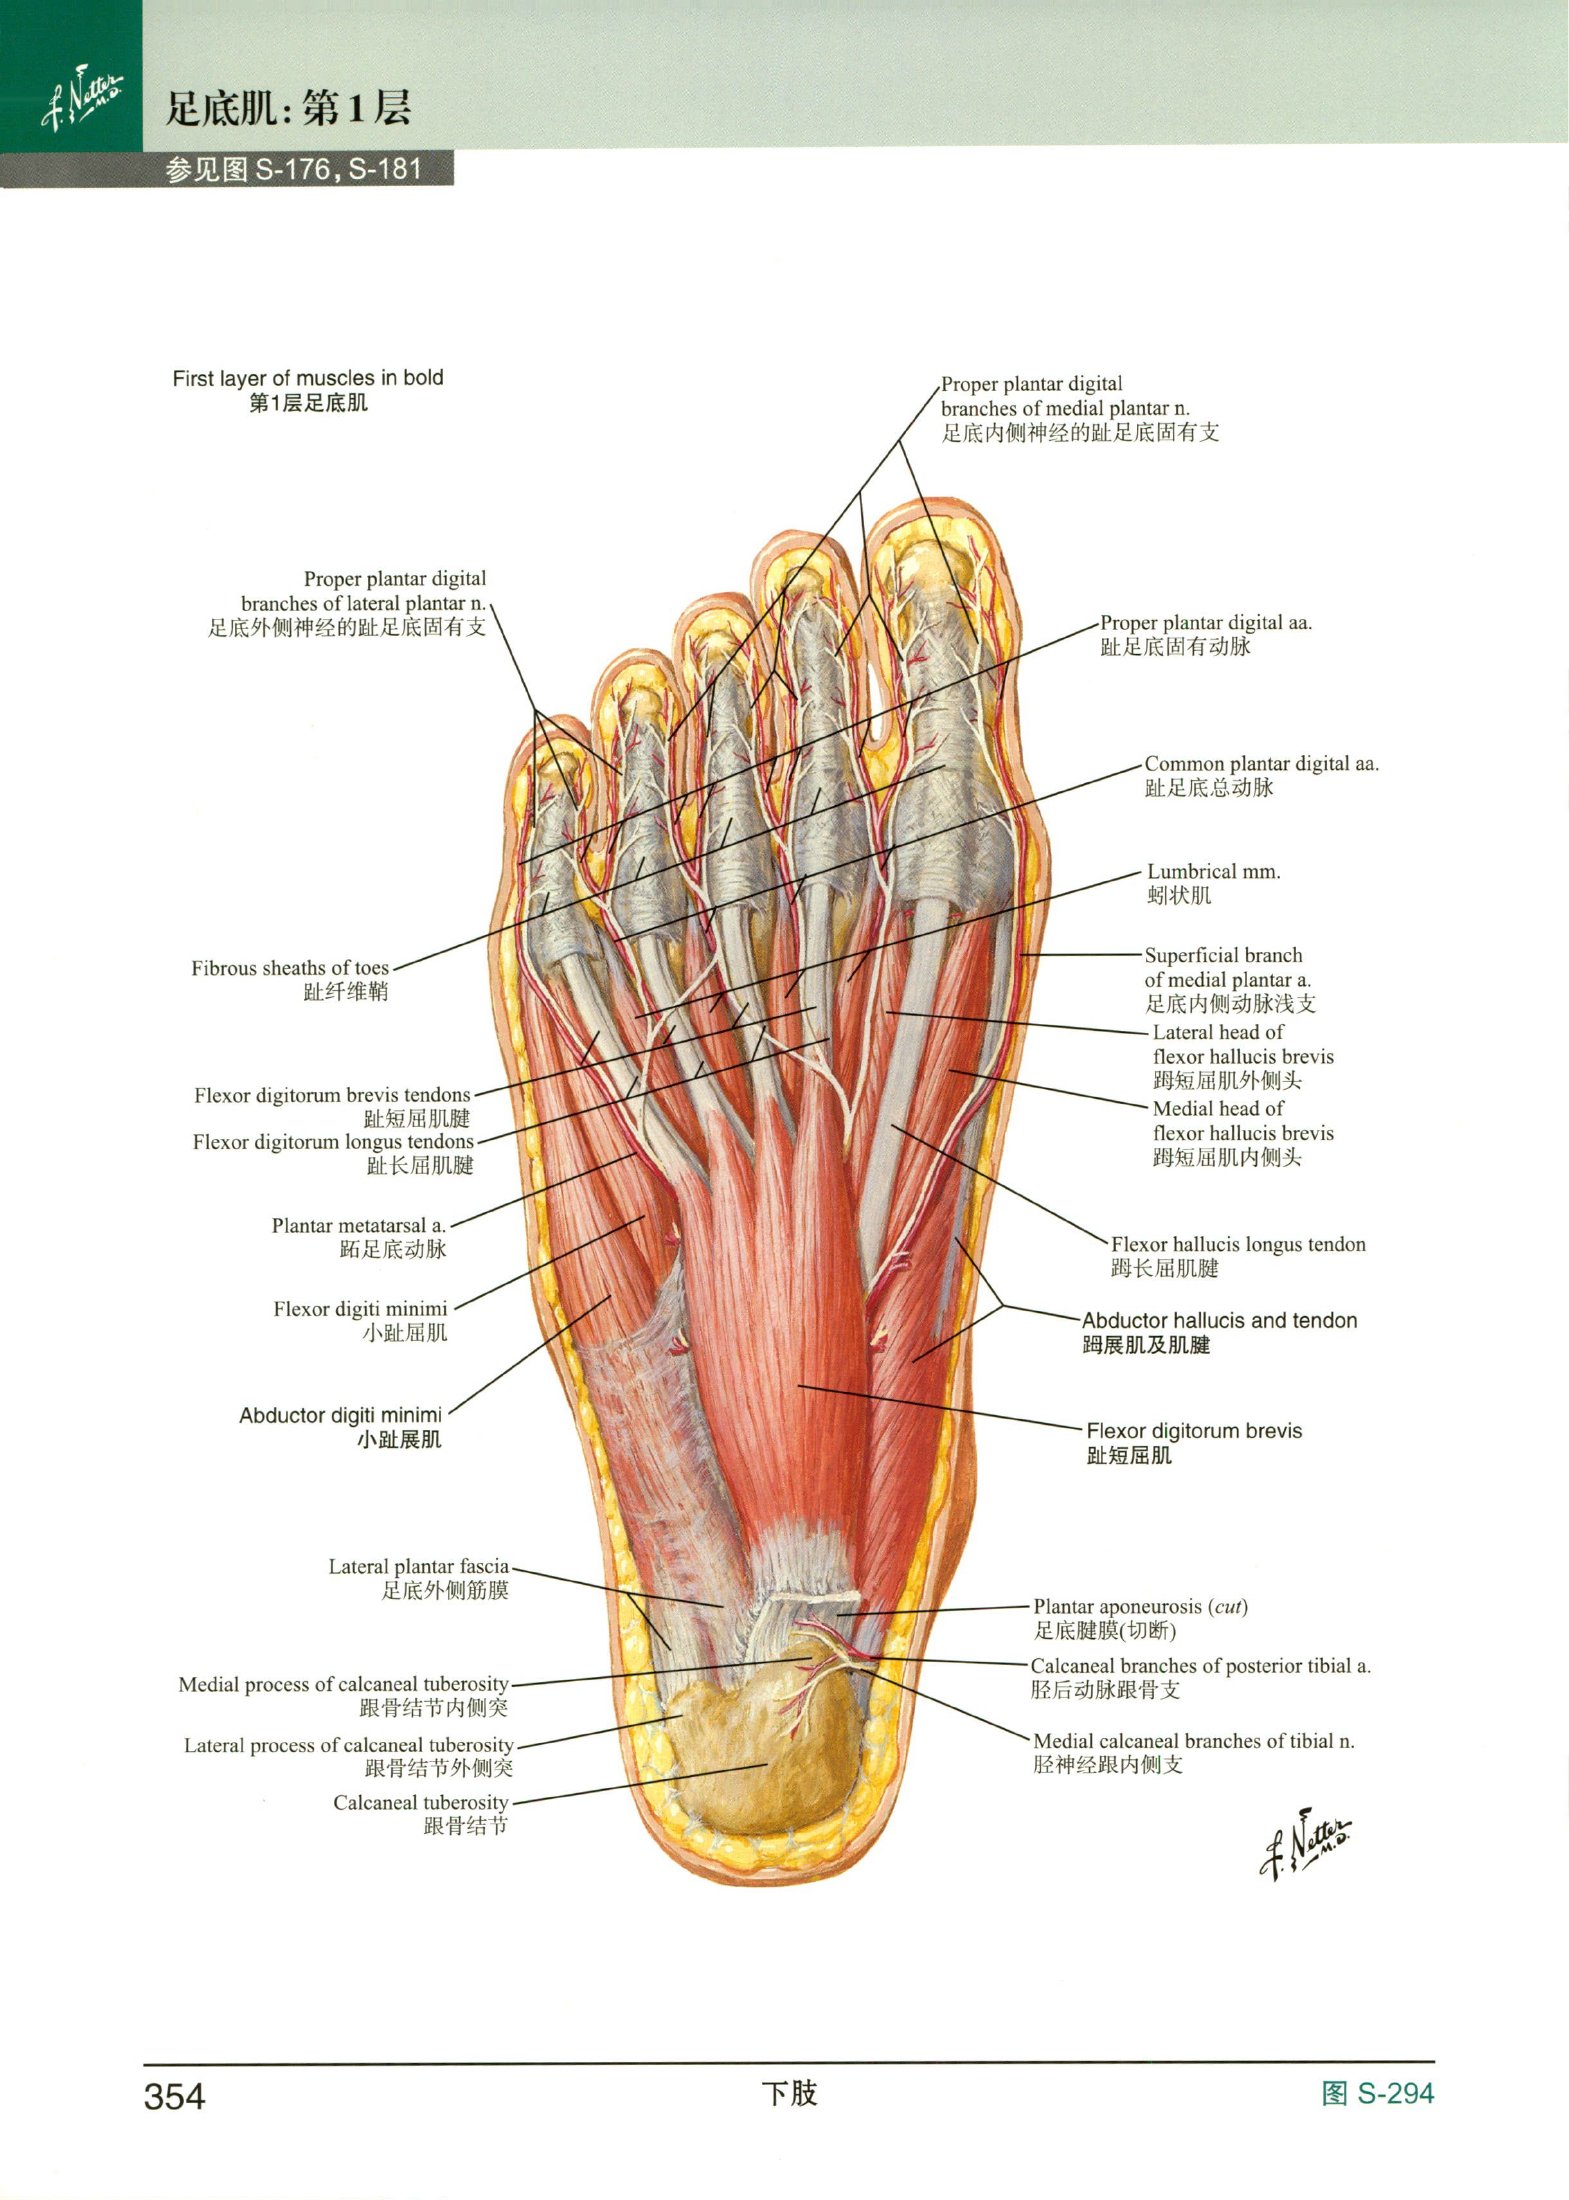 F. Netter M.D.
足底肌：第1层
参见图 S-176, S-181
First layer of muscles in bold
第1层足底肌
Proper plantar digital
branches of medial plantar n.
足底内侧神经的趾足底固有支
Proper plantar digital
branches of lateral plantar n.
足底外侧神经的趾足底固有支
Proper plantar digital aa.
趾足底固有动脉
Common plantar digital aa.
趾足底总动脉
Lumbrical mm.
蚓状肌
Superficial branch
of medial plantar a.
足底内侧动脉浅支
Fibrous sheaths of toes
趾纤维鞘
Lateral head of
flexor hallucis brevis
𧿹短屈肌外侧头
Flexor digitorum brevis tendons
趾短屈肌腱
Medial head of
flexor hallucis brevis
𧿹短屈肌内侧头
Flexor digitorum longus tendons
趾长屈肌腱
Plantar metatarsal a.
跖足底动脉
Flexor hallucis longus tendon
𧿹长屈肌腱
Flexor digiti minimi
小趾屈肌
Abductor hallucis and tendon
𧿹展肌及肌腱
Abductor digiti minimi
小趾展肌
Flexor digitorum brevis
趾短屈肌
Lateral plantar fascia
足底外侧筋膜
Plantar aponeurosis (cut)
足底腱膜(切断)
Medial process of calcaneal tuberosity
跟骨结节内侧突
Calcaneal branches of posterior tibial a.
胫后动脉跟骨支
Lateral process of calcaneal tuberosity
跟骨结节外侧突
Medial calcaneal branches of tibial n.
胫神经跟内侧支
Calcaneal tuberosity
跟骨结节
F. Netter M.D.
354
下肢
图 S-294